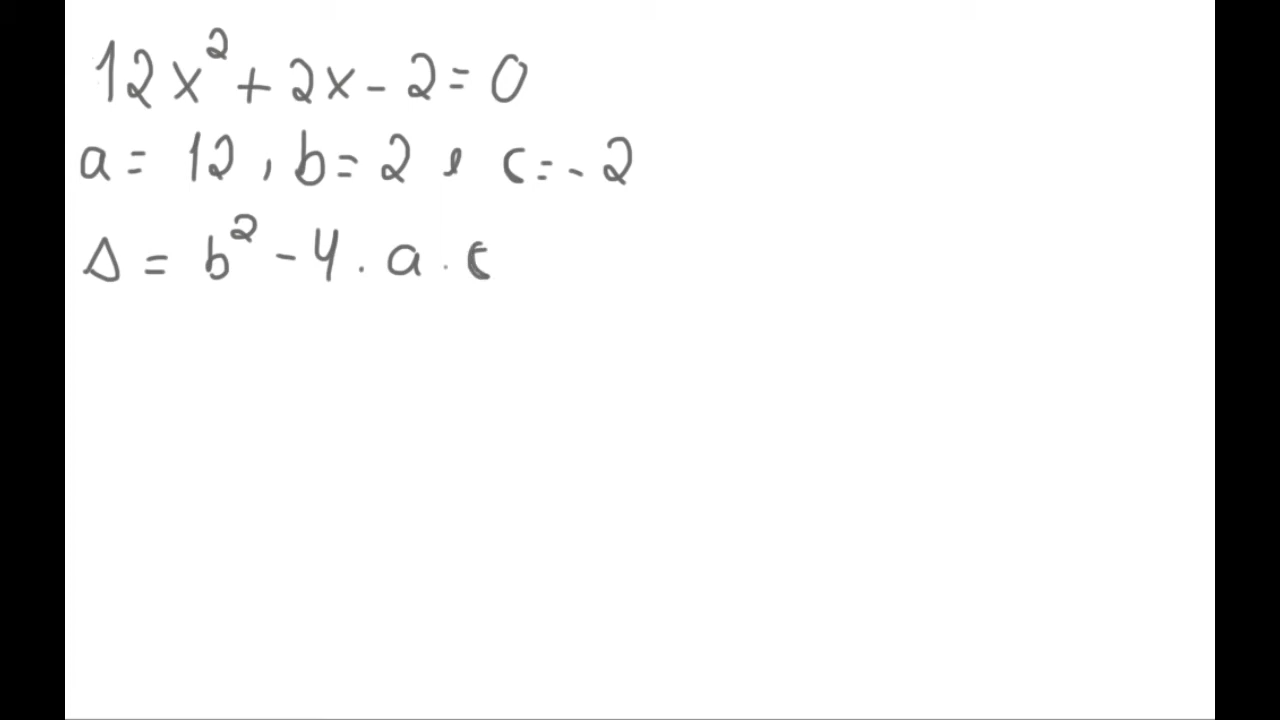 12x² + 2x - 2 = 0
a = 12 , b = 2 e c = - 2
Δ = b² - 4 . a . c